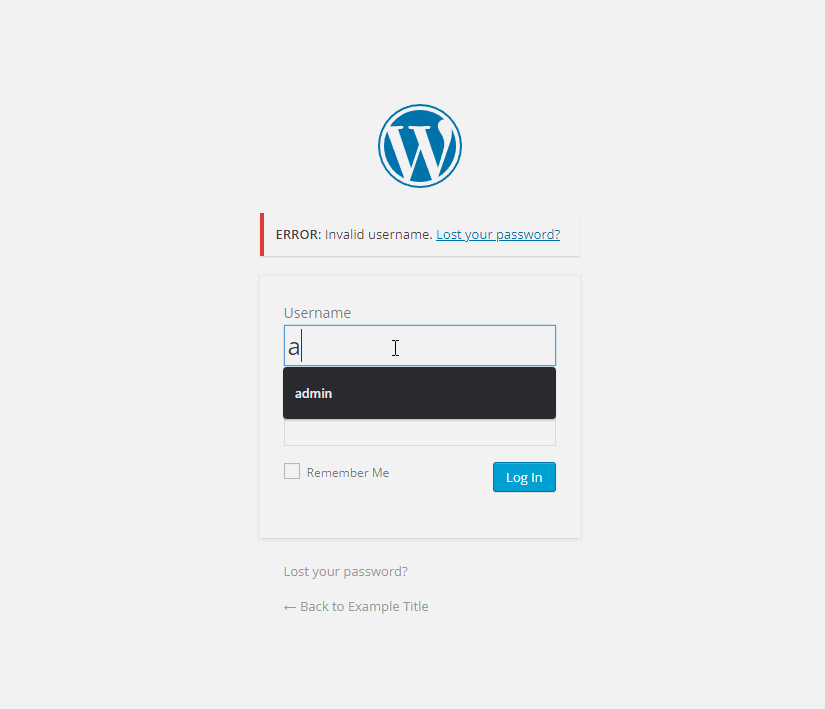 ERROR: Invalid username. Lost your password?
Username
a
admin
Remember Me
Log In
Lost your password?
← Back to Example Title